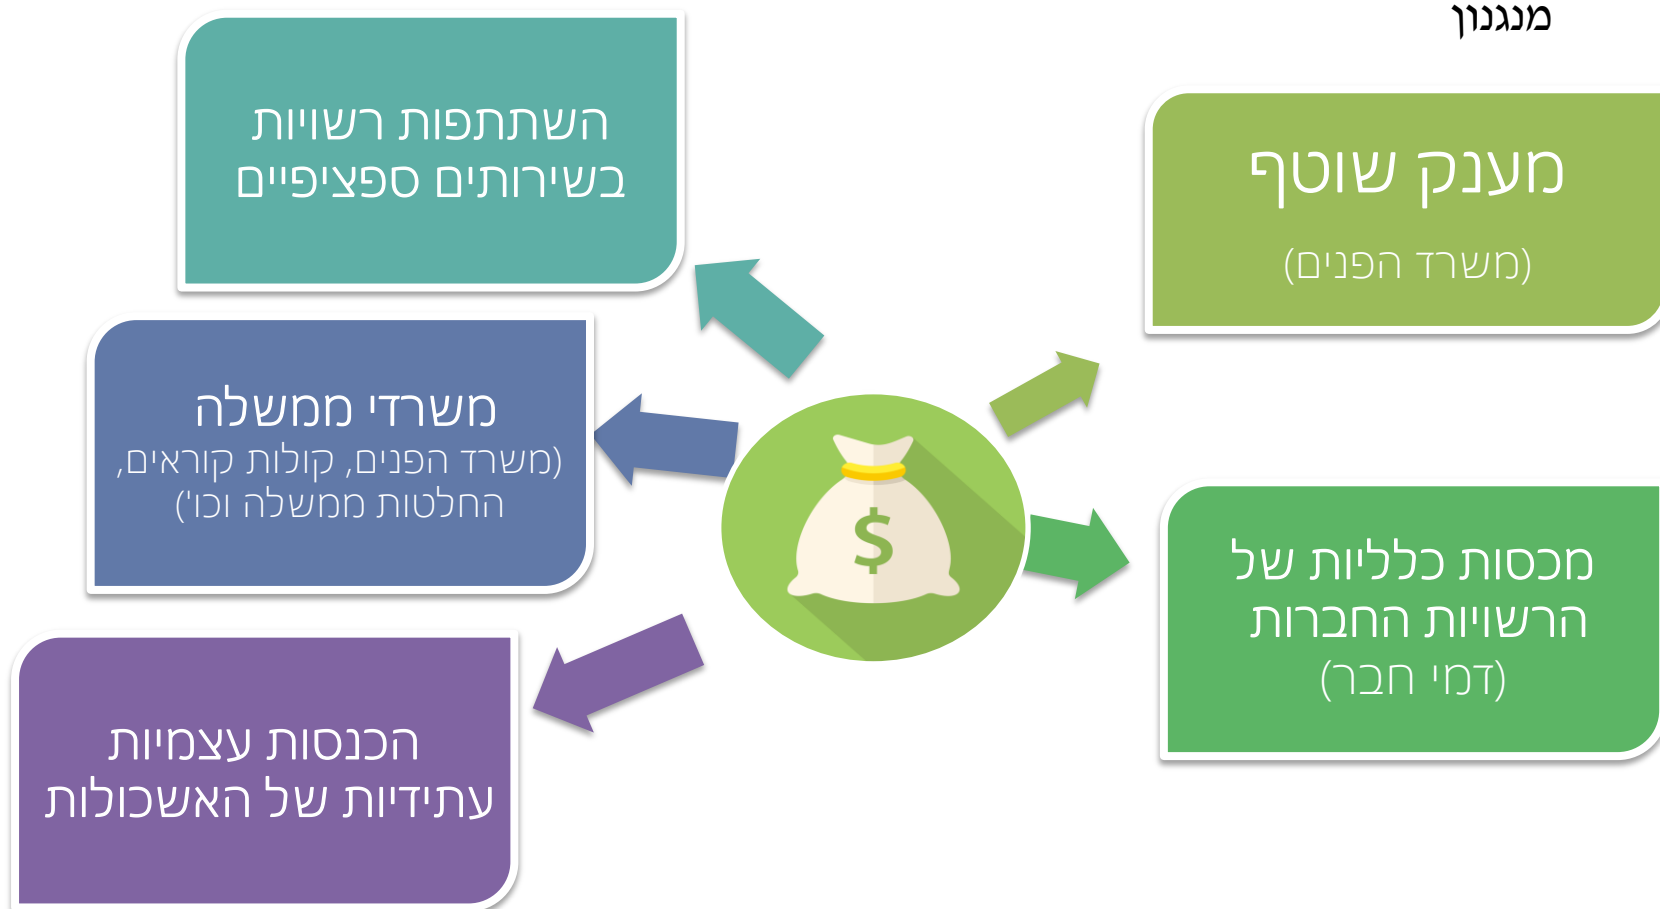 מנגנון
מענק שוטף
(משרד הפנים)
מכסות כלליות של
הרשויות החברות
(דמי חבר)
השתתפות רשויות
בשירותים ספציפיים
משרדי ממשלה
(משרד הפנים, קולות קוראים,
החלטות ממשלה וכו')
הכנסות עצמיות
עתידיות של האשכולות
$